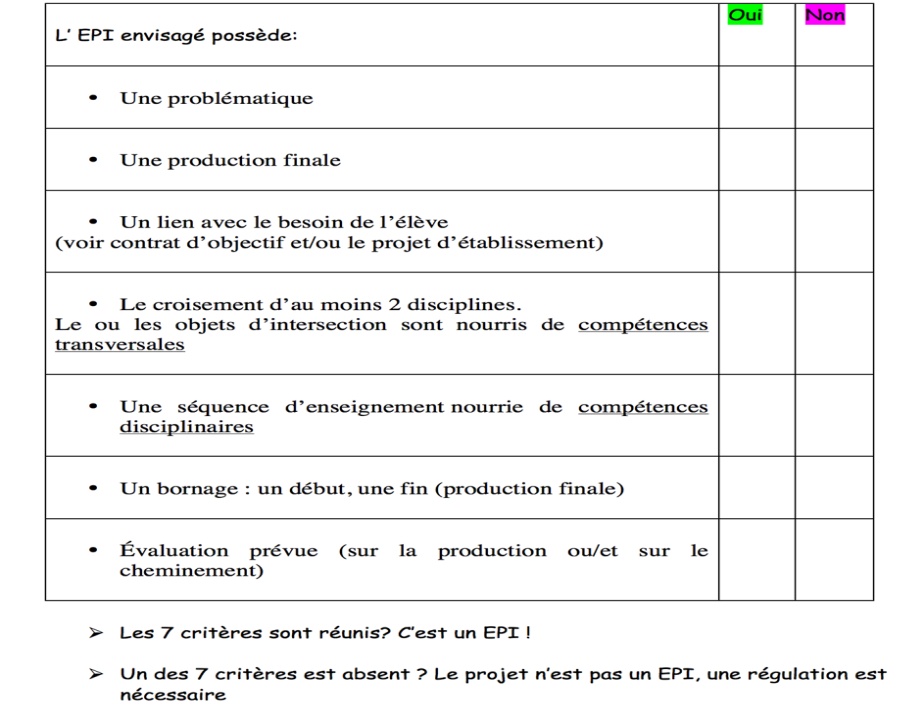 L’ EPI envisagé possède:
Oui
Non
• Une problématique
• Une production finale
• Un lien avec le besoin de l’élève
(voir contrat d’objectif et/ou le projet d’établissement)
• Le croisement d’au moins 2 disciplines.
Le ou les objets d’intersection sont nourris de compétences
transversales
• Une séquence d’enseignement nourrie de compétences
disciplinaires
• Un bornage : un début, une fin (production finale)
• Évaluation prévue (sur la production ou/et sur le
cheminement)
➢ Les 7 critères sont réunis? C’est un EPI !
➢ Un des 7 critères est absent ? Le projet n’est pas un EPI, une régulation est
nécessaire